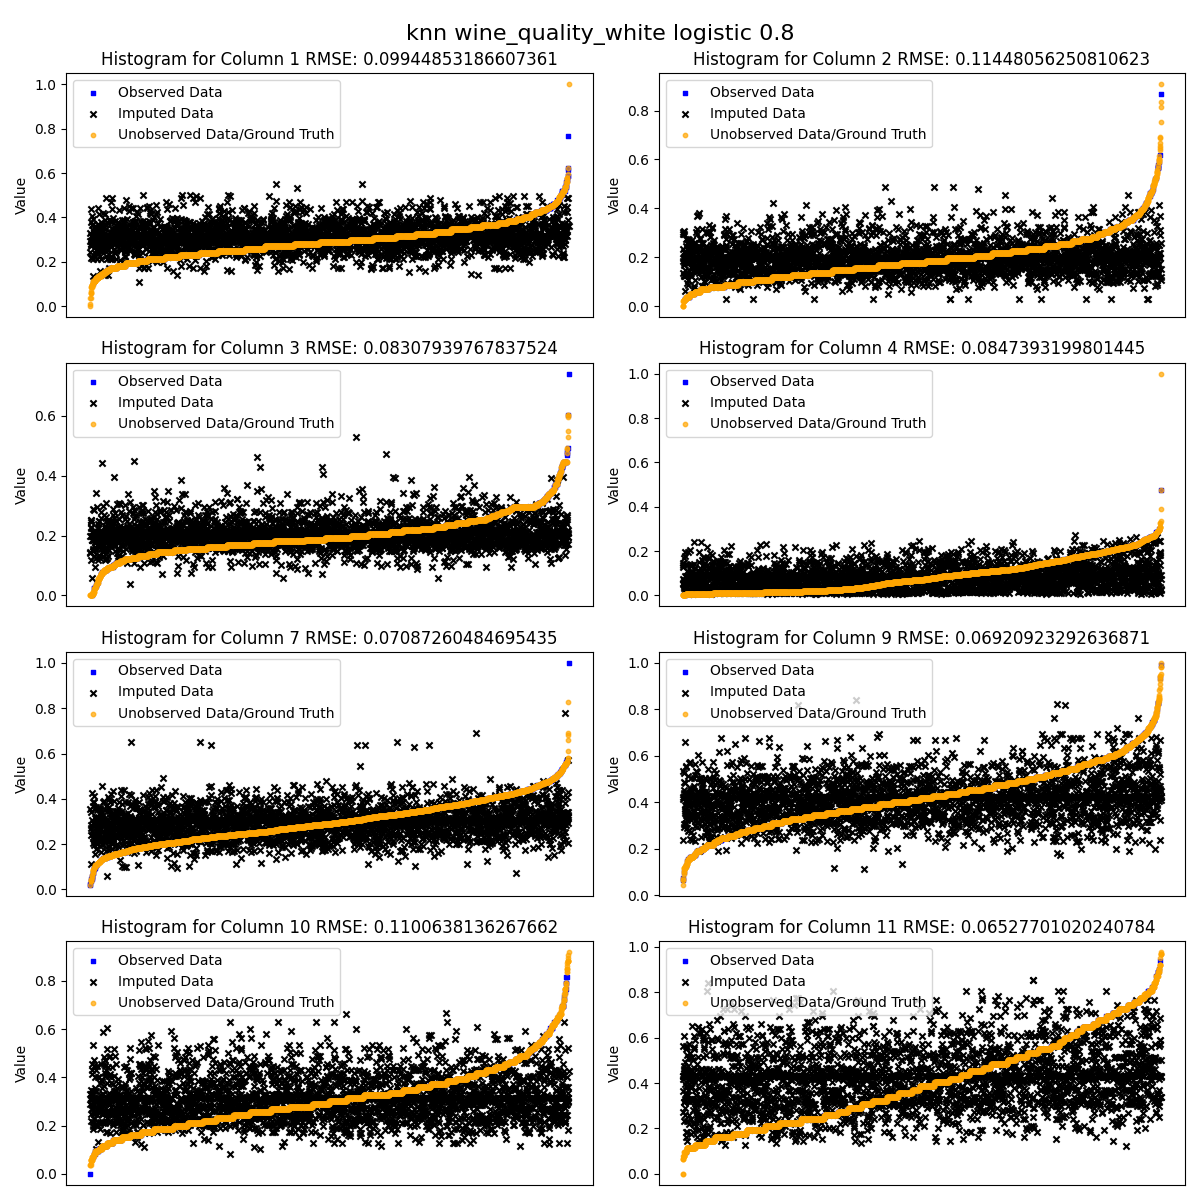 knn wine_quality_white logistic 0.8
Histogram for Column 1 RMSE: 0.09944853186607361
Histogram for Column 2 RMSE: 0.11448056250810623
Value
1.0
0.8
0.6
0.4
0.2
0.0
Observed Data
Imputed Data
Unobserved Data/Ground Truth
Value
0.8
0.6
0.4
0.2
0.0
Observed Data
Imputed Data
Unobserved Data/Ground Truth
Histogram for Column 3 RMSE: 0.08307939767837524
Histogram for Column 4 RMSE: 0.0847393199801445
Value
0.6
0.4
0.2
0.0
Observed Data
Imputed Data
Unobserved Data/Ground Truth
Value
1.0
0.8
0.6
0.4
0.2
0.0
Observed Data
Imputed Data
Unobserved Data/Ground Truth
Histogram for Column 7 RMSE: 0.07087260484695435
Histogram for Column 9 RMSE: 0.06920923292636871
Value
1.0
0.8
0.6
0.4
0.2
0.0
Observed Data
Imputed Data
Unobserved Data/Ground Truth
Value
1.0
0.8
0.6
0.4
0.2
0.0
Observed Data
Imputed Data
Unobserved Data/Ground Truth
Histogram for Column 10 RMSE: 0.1100638136267662
Histogram for Column 11 RMSE: 0.06527701020240784
Value
0.8
0.6
0.4
0.2
0.0
Observed Data
Imputed Data
Unobserved Data/Ground Truth
Value
1.0
0.8
0.6
0.4
0.2
0.0
Observed Data
Imputed Data
Unobserved Data/Ground Truth